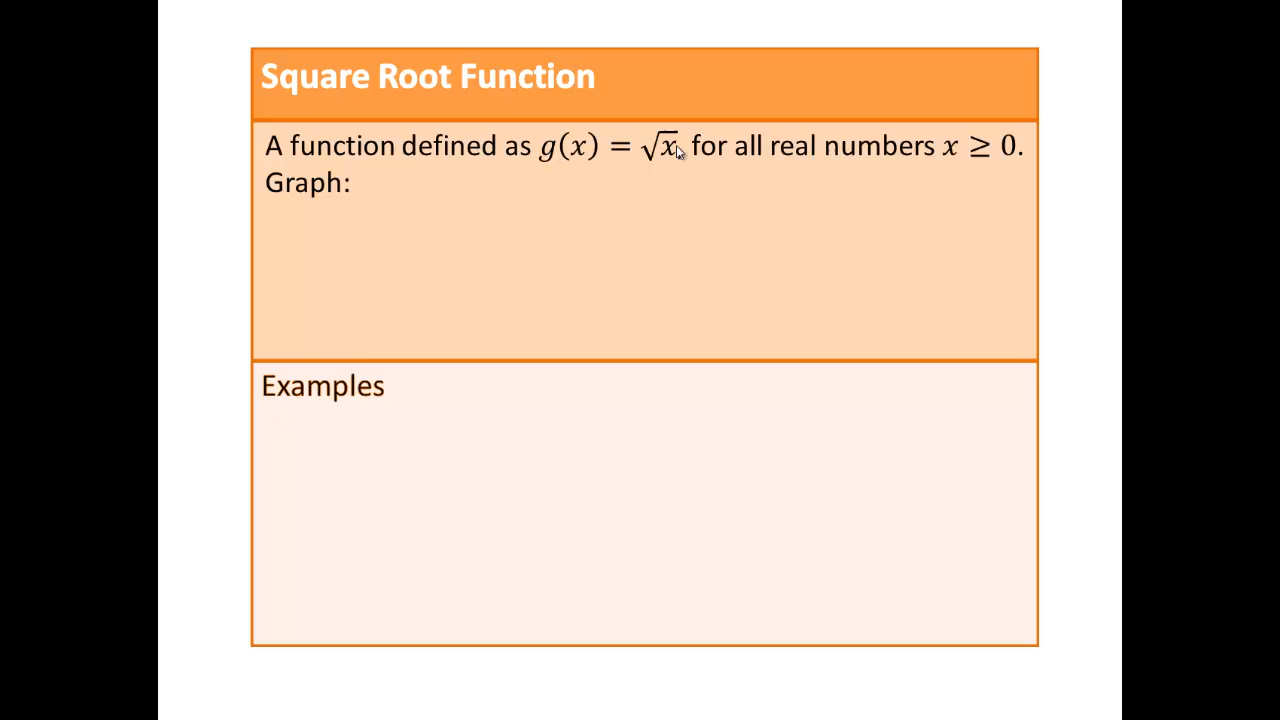 Square Root Function
A function defined as g(x) = √x, for all real numbers x ≥ 0.
Graph:
Examples